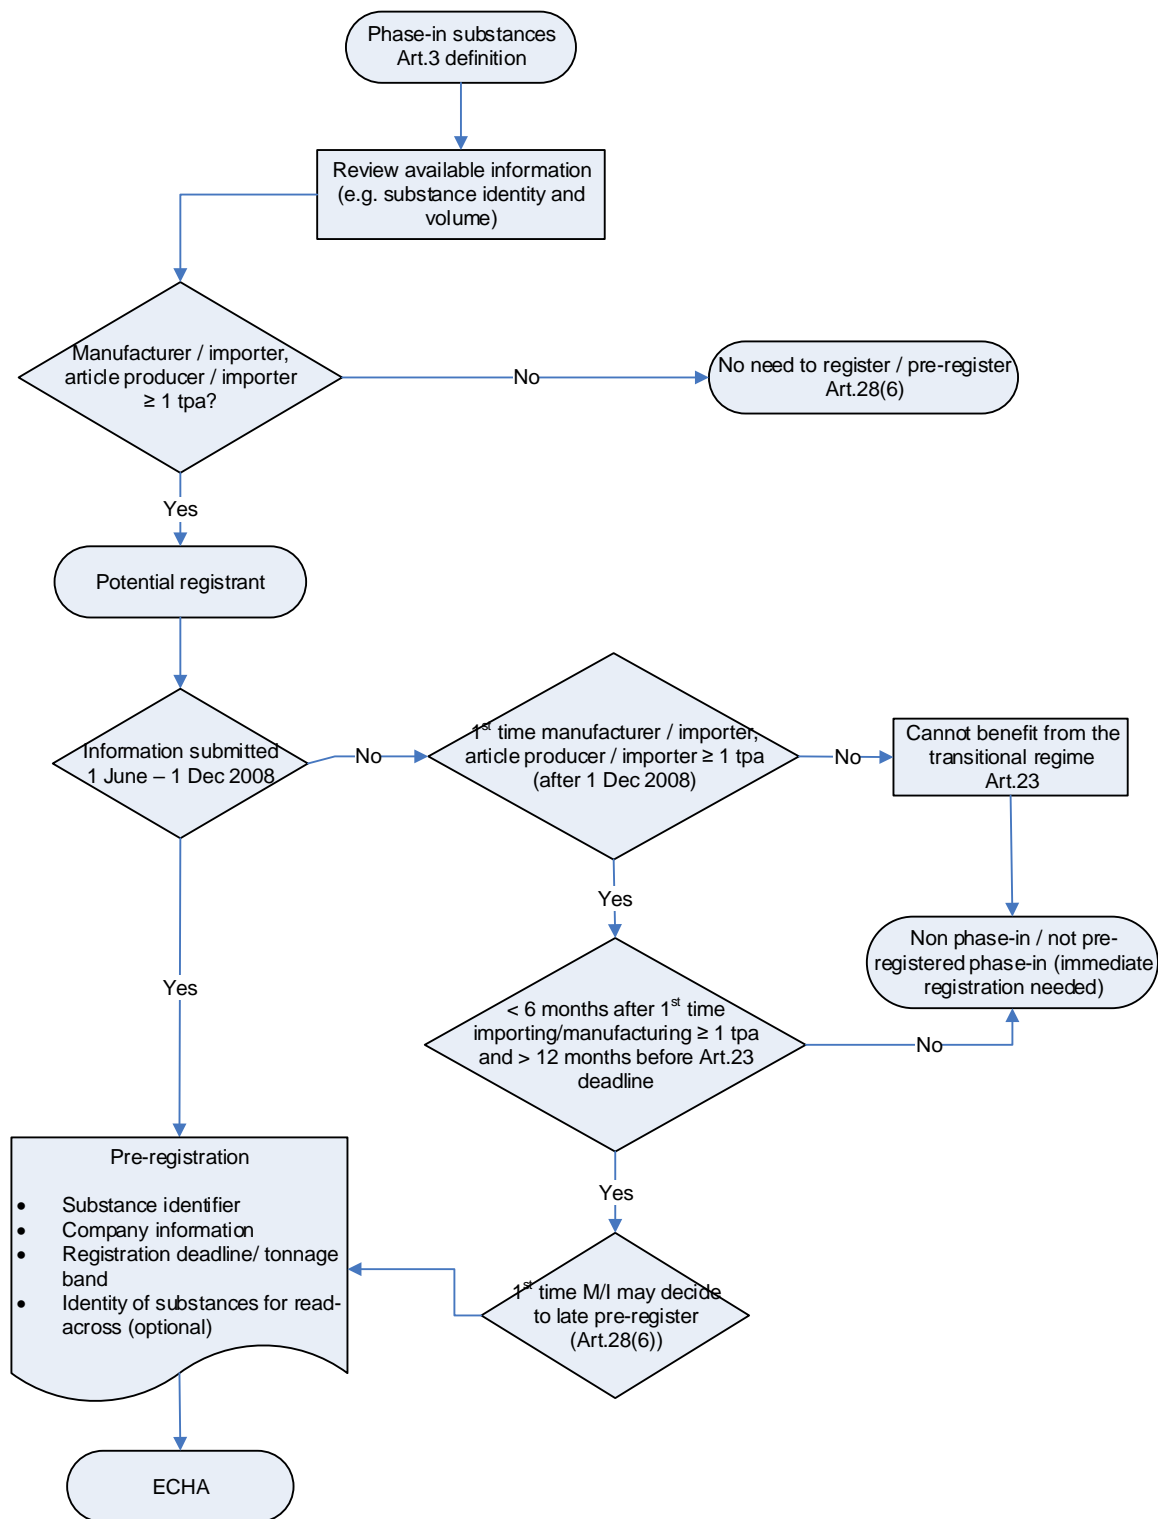 Phase-in substances
Art.3 definition
Review available information
(e.g. substance identity and
volume)
Manufacturer / importer,
article producer / importer
≥ 1 tpa?
No
No need to register / pre-register
Art.28(6)
Yes
Potential registrant
Information submitted
1 June – 1 Dec 2008
No
1st time manufacturer / importer,
article producer / importer ≥ 1 tpa
(after 1 Dec 2008)
No
Cannot benefit from the
transitional regime
Art.23
Yes
Yes
Non phase-in / not pre-
registered phase-in (immediate
registration needed)
< 6 months after 1st time
importing/manufacturing ≥ 1 tpa
and > 12 months before Art.23
deadline
No
Yes
Pre-registration
• Substance identifier
• Company information
• Registration deadline/ tonnage
band
• Identity of substances for read-
across (optional)
1st time M/I may decide
to late pre-register
(Art.28(6))
ECHA